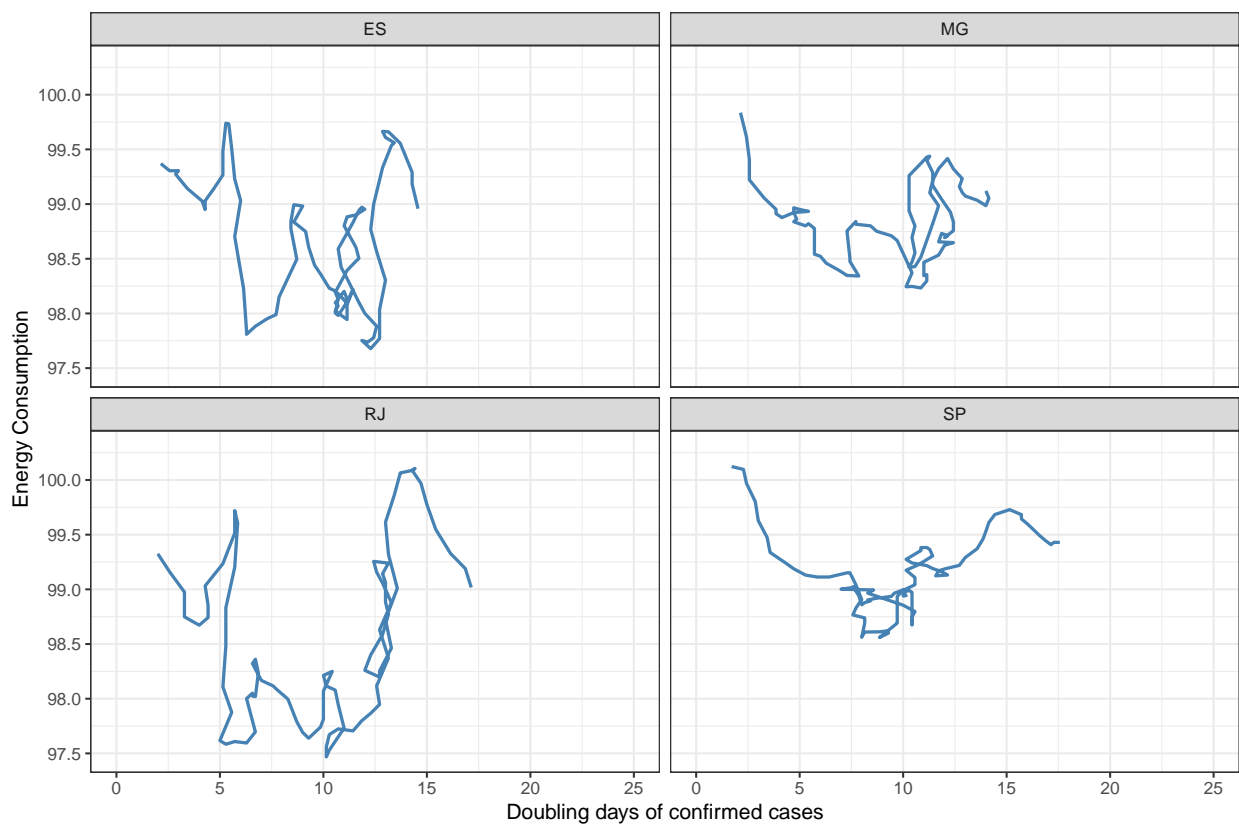 ES MG
100.0
99.5
99.0
98.5
98.0
97.5
Energy Consumption
RJ SP
100.0
99.5
99.0
98.5
98.0
97.5
0 5 10 15 20 25 0 5 10 15 20 25
Doubling days of confirmed cases